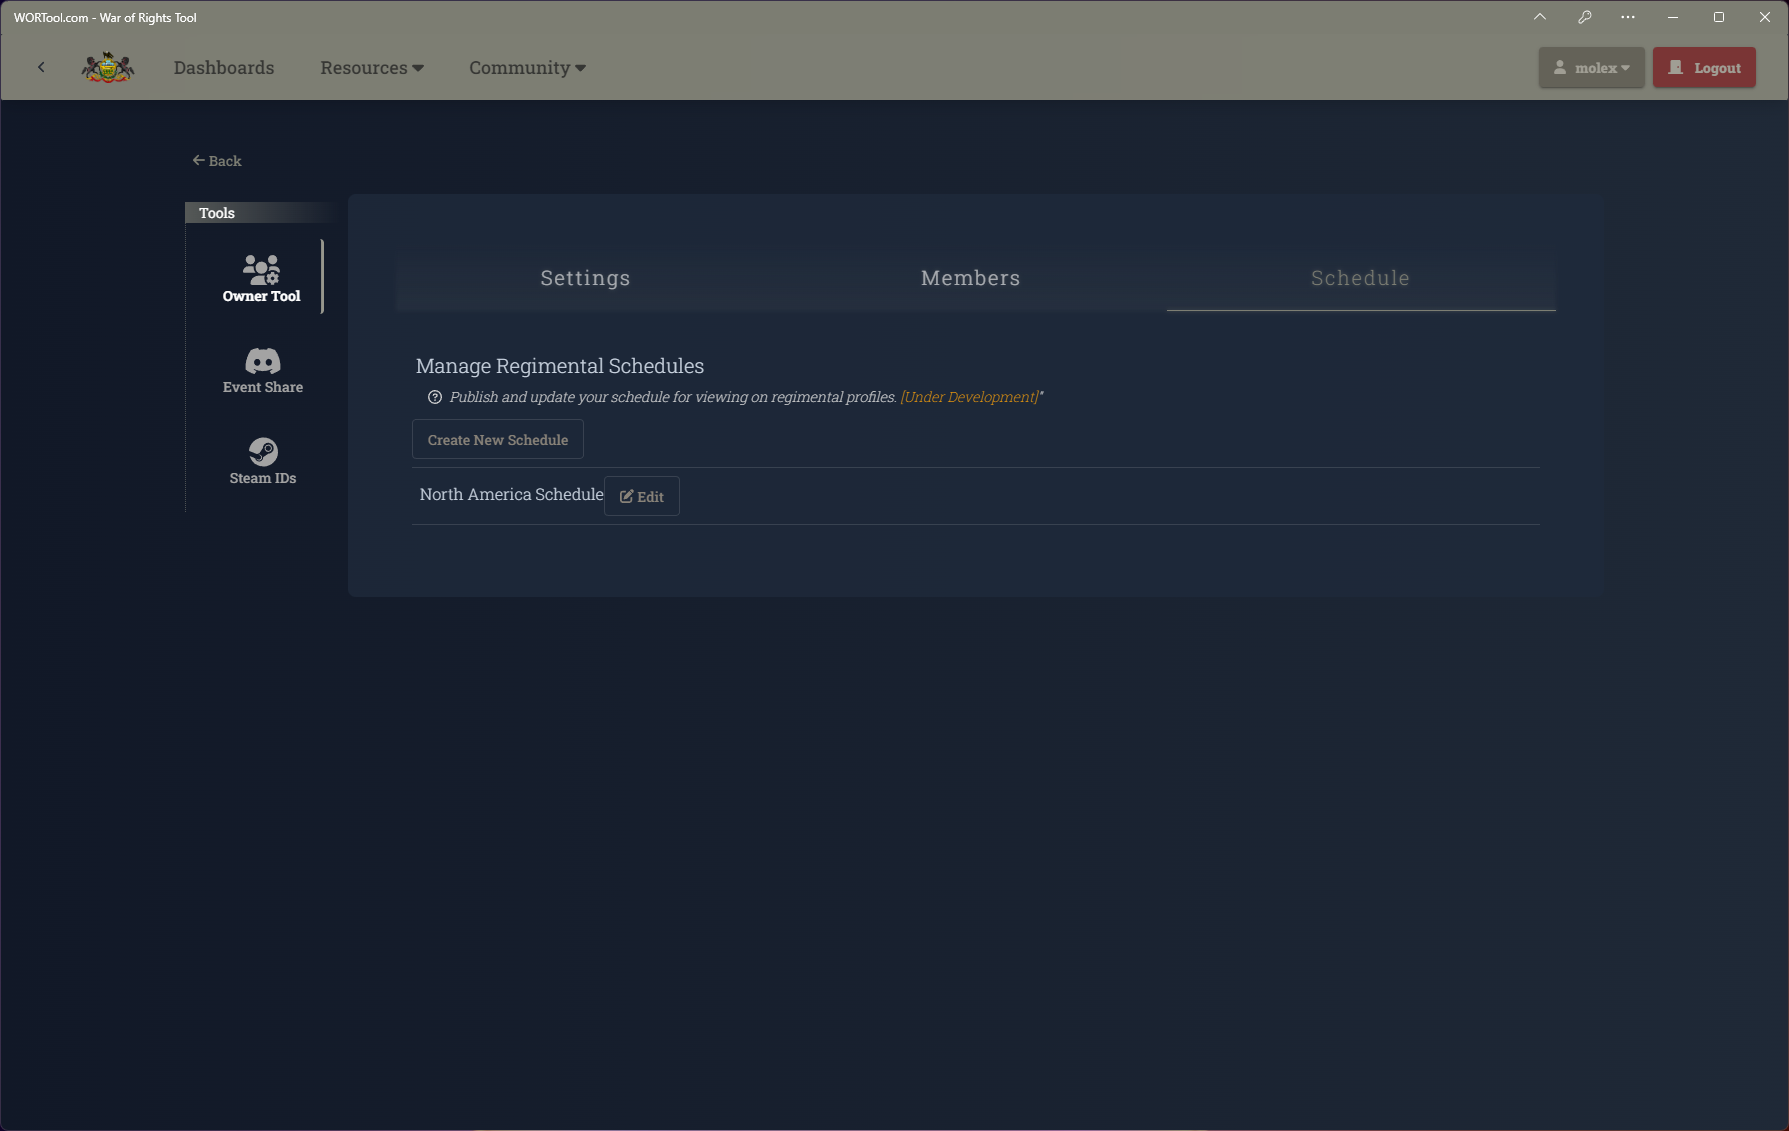 WORTool.com - War of Rights Tool
Dashboards
Resources
Community
molex
Logout
Back
Tools
Owner Tool
Event Share
Steam IDs
Settings
Members
Schedule
Manage Regimental Schedules
Publish and update your schedule for viewing on regimental profiles. [Under Development]"
Create New Schedule
North America Schedule
Edit